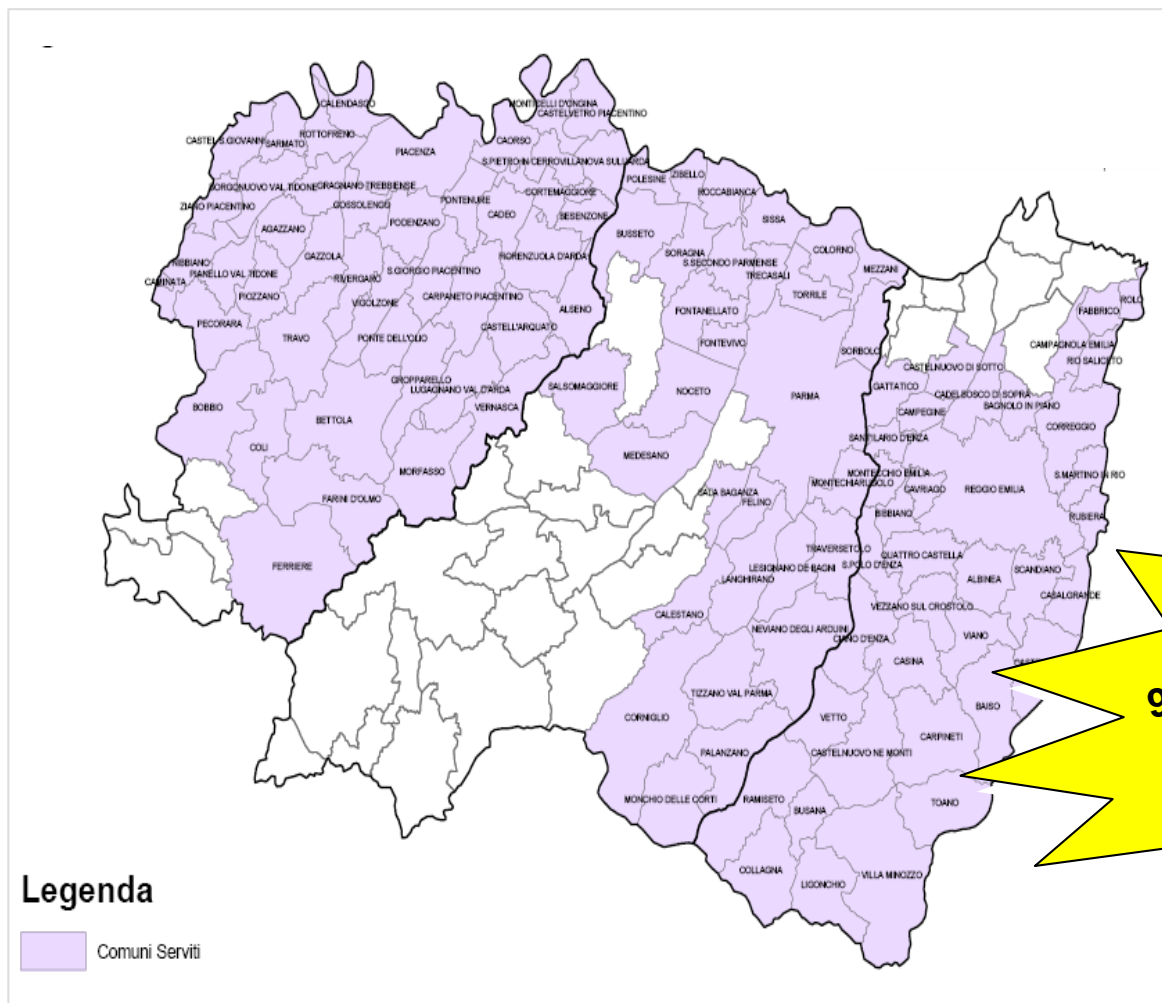 MONTICELLI D'ONGINA
CALENDASCO
CASTELVETRO PIACENTINO
CASTEL S.GIOVANNI
SARMATO
ROTTOFRENO
PIACENZA
CAORSO
S.PIETRO IN CERRO
VILLANOVA SULL'ARDA
BORGONUOVO VAL TIDONE
GRAGNANO TREBBIENSE
CORTEMAGGIORE
ZIANO PIACENTINO
GOSSOLENGO
PONTENURE
CADEO
BESENZONE
AGAZZANO
PODENZANO
NIBBIANO
PIANELLO VAL TIDONE
GAZZOLA
RIVERGARO
S.GIORGIO PIACENTINO
FIORENZUOLA D'ARDA
CAMINATA
PIOZZANO
VIGOLZONE
CARPANETO PIACENTINO
ALSENO
PECORARA
TRAVO
PONTE DELL'OLIO
CASTELL'ARQUATO
GROPPARELLO
LUGAGNANO VAL D'ARDA
VERNASCA
BOBBIO
BETTOLA
COLI
MORFASSO
FARINI D'OLMO
FERRIERE
POLESINE
ZIBELLO
ROCCABIANCA
SISSA
BUSSETO
COLORNO
SORAGNA
S.SECONDO PARMENSE
TRECASALI
MEZZANI
TORRILE
FONTANELLATO
FONTEVIVO
SORBOLO
SALSOMAGGIORE
NOCETO
PARMA
MEDESANO
SALA BAGANZA
FELINO
MONTECHIARUGOLO
TRAVERSETOLO
LESIGNANO DE BAGNI
LANGHIRANO
CALESTANO
NEVIANO DEGLI ARDUINI
TIZZANO VAL PARMA
CORNIGLIO
PALANZANO
MONCHIO DELLE CORTI
ROLO
FABBRICO
CAMPAGNOLA EMILIA
RIO SALICETO
CASTELNUOVO DI SOTTO
GATTATICO
CADELBOSCO DI SOPRA
BAGNOLO IN PIANO
CAMPEGINE
CORREGGIO
SANT'ILARIO D'ENZA
MONTECCHIO EMILIA
CAVRIAGO
REGGIO EMILIA
S.MARTINO IN RIO
BIBBIANO
RUBIERA
S.POLO D'ENZA
QUATTRO CASTELLA
ALBINEA
SCANDIANO
CASALGRANDE
VEZZANO SUL CROSTOLO
CIANO D'ENZA
VIANO
CASINA
BAISO
VETTO
CARPINETI
CASTELNUOVO NE MONTI
RAMISETO
BUSANA
TOANO
COLLAGNA
LIGONCHIO
VILLA MINOZZO
9
Legenda
Comuni Serviti